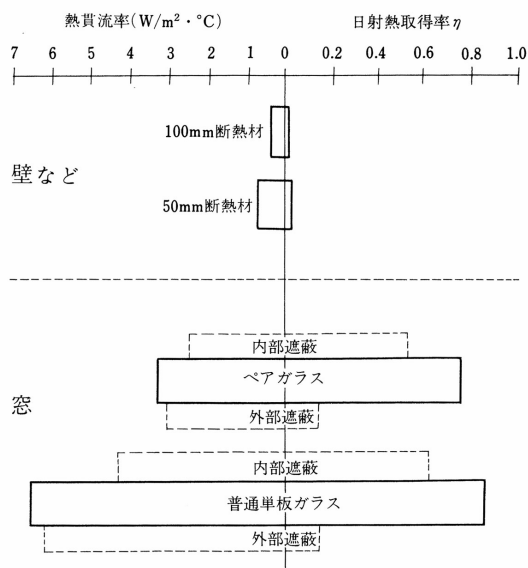 熱貫流率(W/m²・°C) 日射熱取得率η
7 6 5 4 3 2 1 0 0.2 0.4 0.6 0.8 1.0
100mm断熱材
壁など
50mm断熱材
内部遮蔽
ペアガラス
窓
外部遮蔽
内部遮蔽
普通単板ガラス
外部遮蔽